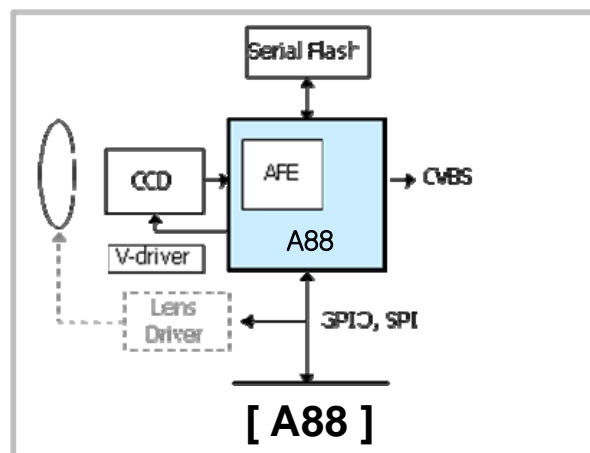 Serial Flash
CCD
AFE
CVBS
A88
V-driver
Lens
Driver
GPIO, SPI
[ A88 ]